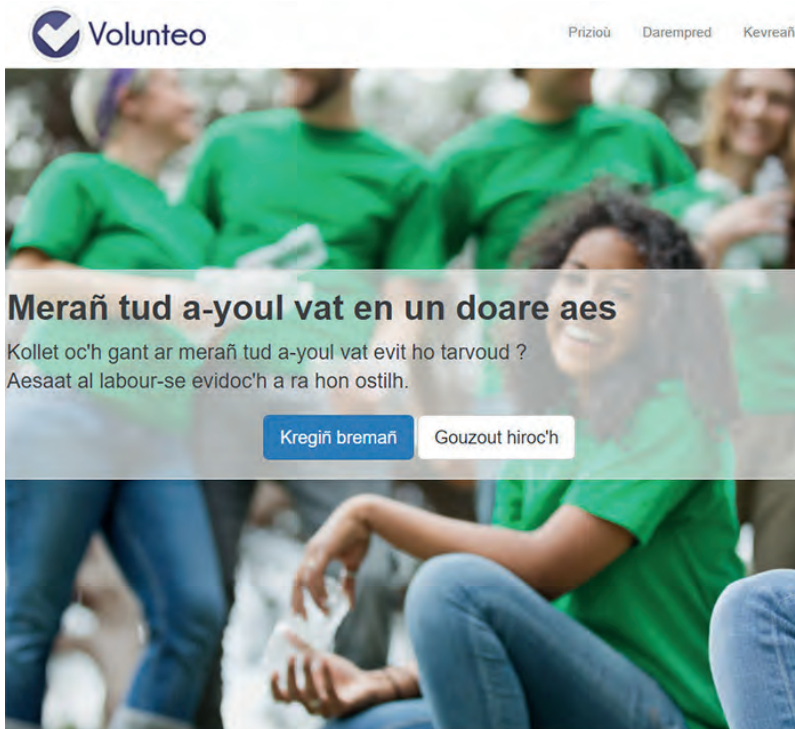 Volunteo
Prizioù Darempred Kevreañ
Merañ tud a-youl vat en un doare aes
Kollet oc'h gant ar merañ tud a-youl vat evit ho tarvoud ?
Aesaat al labour-se evidoc'h a ra hon ostilh.
Kregiñ bremañ Gouzout hiroc'h